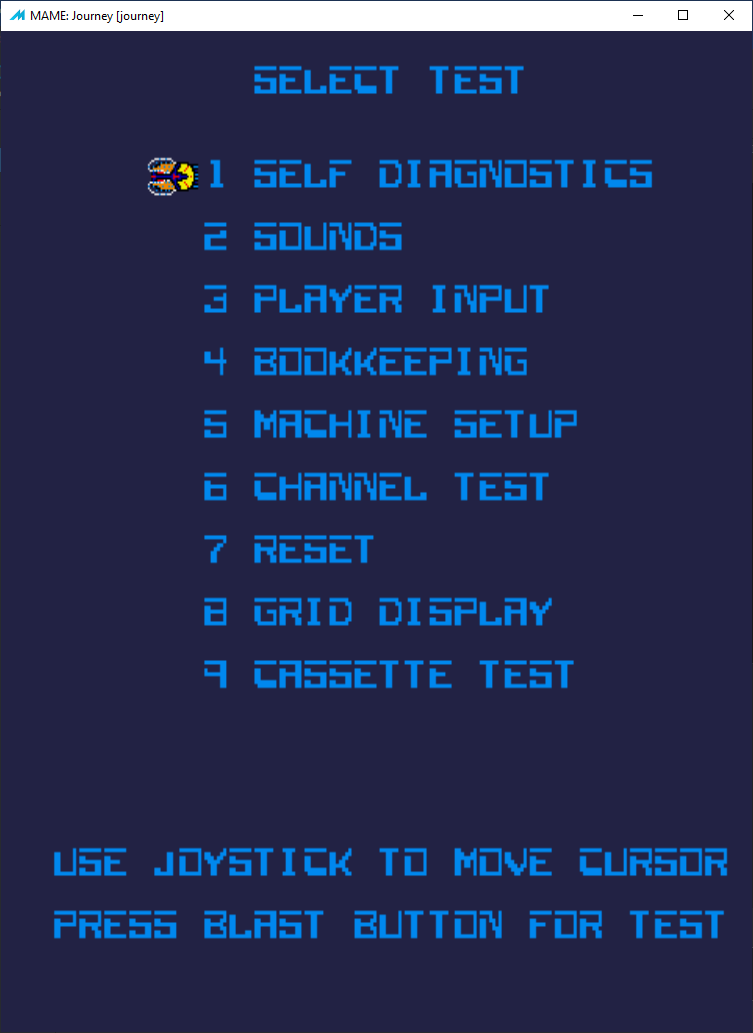 MAME: Journey [journey]
SELECT TEST
1 SELF DIAGNOSTICS
2 SOUNDS
3 PLAYER INPUT
4 BOOKKEEPING
5 MACHINE SETUP
6 CHANNEL TEST
7 RESET
8 GRID DISPLAY
9 CASSETTE TEST
USE JOYSTICK TO MOVE CURSOR
PRESS BLAST BUTTON FOR TEST